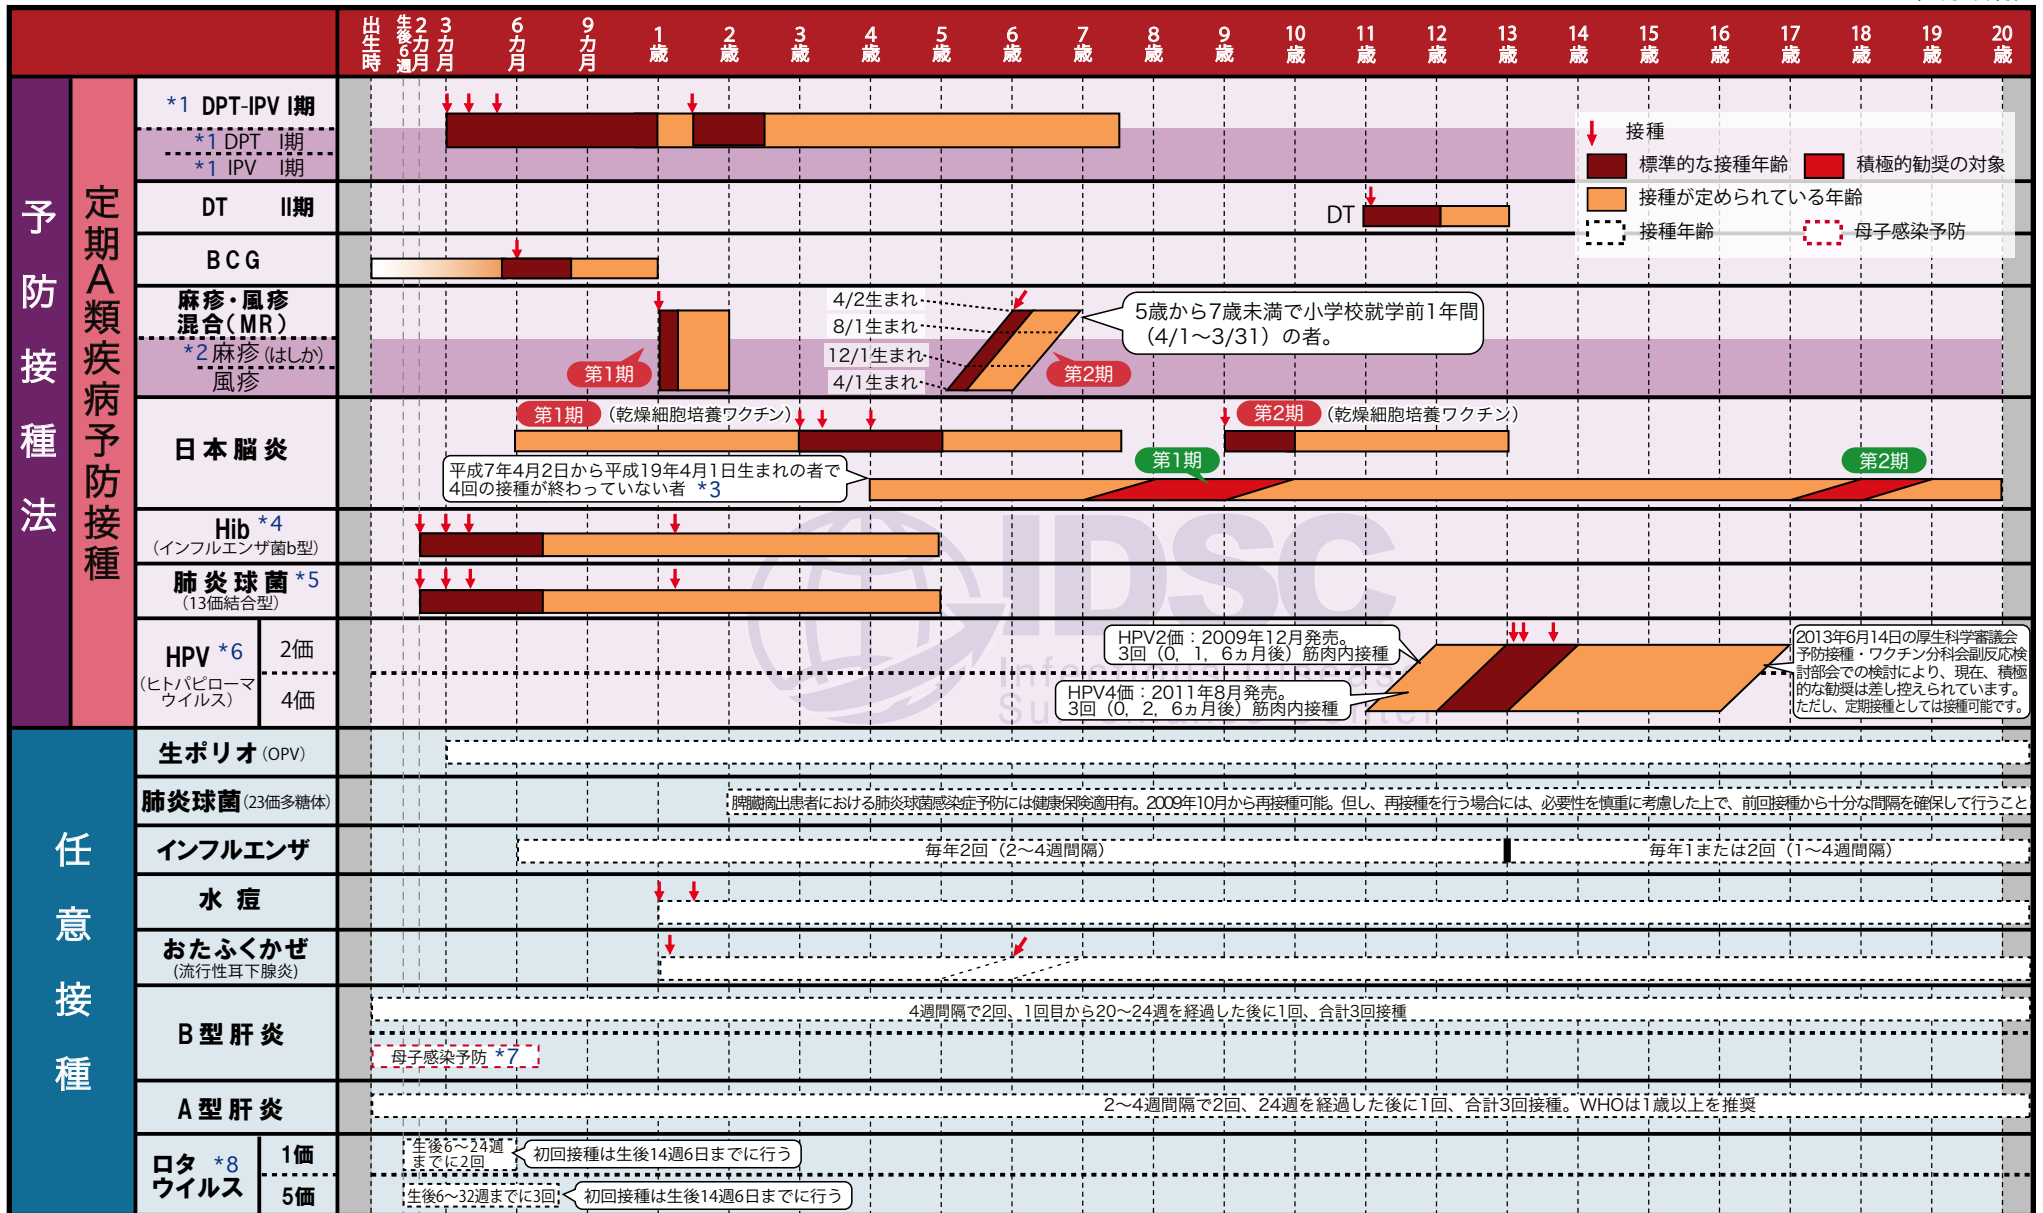 出生時
生後6週
2カ月
3カ月
6カ月
9カ月
1歳
2歳
3歳
4歳
5歳
6歳
7歳
8歳
9歳
10歳
11歳
12歳
13歳
14歳
15歳
16歳
17歳
18歳
19歳
20歳
予防接種法
定期A類疾病予防接種
*1 DPT-IPV I期
*1 DPT I期
*1 IPV I期
接種
標準的な接種年齢
積極的勧奨の対象
接種が定められている年齢
接種年齢
母子感染予防
DT II期
DT
BCG
麻疹・風疹
混合(MR)
*2 麻疹(はしか)
風疹
第1期
4/2生まれ
8/1生まれ
12/1生まれ
4/1生まれ
第2期
5歳から7歳未満で小学校就学前1年間
(4/1〜3/31)の者。
日本脳炎
第1期 (乾燥細胞培養ワクチン)
第2期 (乾燥細胞培養ワクチン)
平成7年4月2日から平成19年4月1日生まれの者で
4回の接種が終わっていない者 *3
第1期
第2期
Hib *4
(インフルエンザ菌b型)
肺炎球菌 *5
(13価結合型)
IDSC
HPV *6
(ヒトパピローマ
ウイルス)
2価
4価
HPV2価:2009年12月発売。
3回(0, 1, 6ヵ月後)筋肉内接種
HPV4価:2011年8月発売。
3回(0, 2, 6ヵ月後)筋肉内接種
2013年6月14日の厚生科学審議会
予防接種・ワクチン分科会副反応検
討部会での検討により、現在、積極
的な勧奨は差し控えられています。
ただし、定期接種としては接種可能です。
任意接種
生ポリオ(OPV)
肺炎球菌(23価多糖体)
脾臓摘出患者における肺炎球菌感染症予防には健康保険適用有。2009年10月から再接種可能。但し、再接種を行う場合には、必要性を慎重に考慮した上で、前回接種から十分な間隔を確保して行うこと
インフルエンザ
毎年2回(2〜4週間隔)
毎年1または2回(1〜4週間隔)
水痘
おたふくかぜ
(流行性耳下腺炎)
B型肝炎
4週間隔で2回、1回目から20〜24週を経過した後に1回、合計3回接種
母子感染予防 *7
A型肝炎
2〜4週間隔で2回、24週を経過した後に1回、合計3回接種。WHOは1歳以上を推奨
ロタ *8
ウイルス
1価
生後6〜24週
までに2回
初回接種は生後14週6日までに行う
5価
生後6〜32週までに3回
初回接種は生後14週6日までに行う